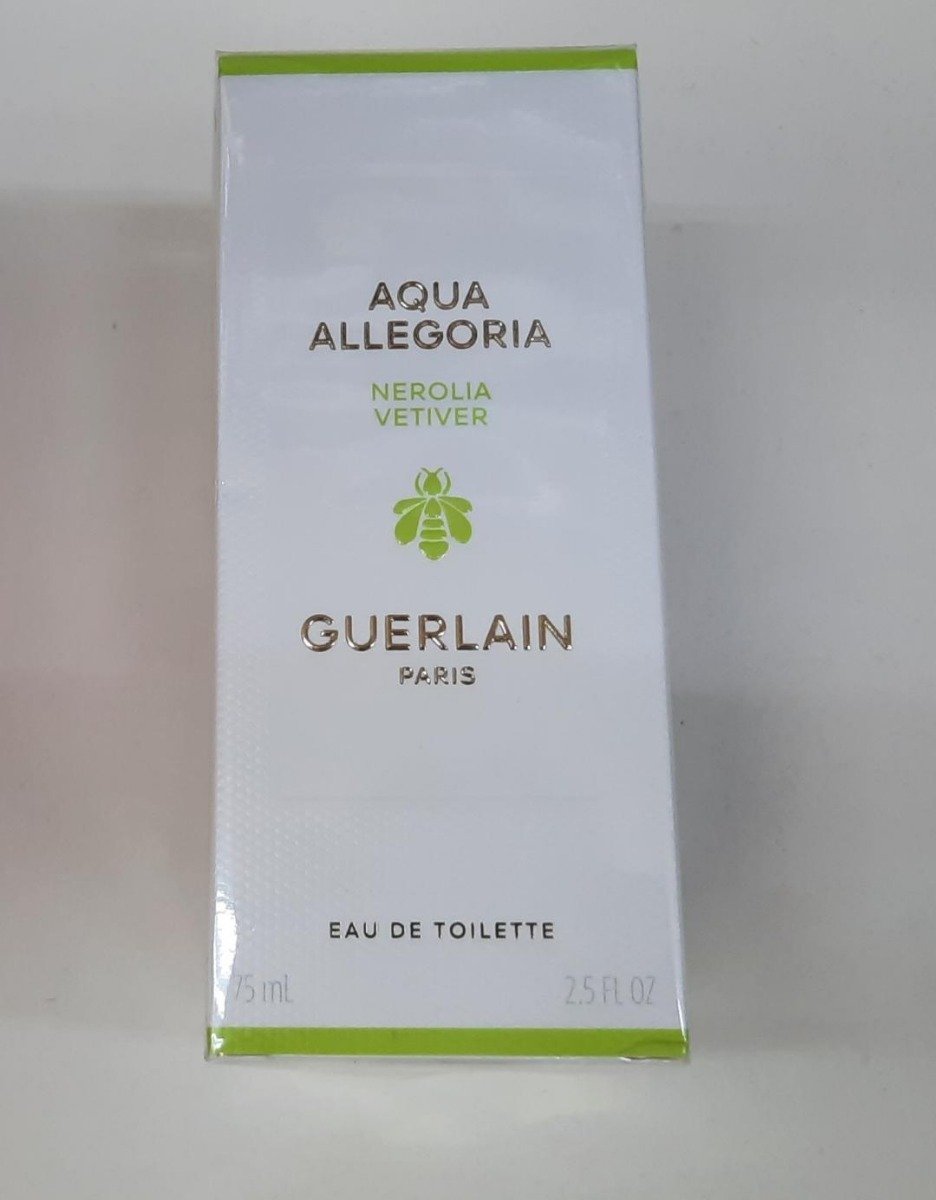 AQUA
ALLEGORIA
NEROLIA
VETIVER
GUERLAIN
PARIS
EAU DE TOILETTE
75 mL 2.5 FL OZ